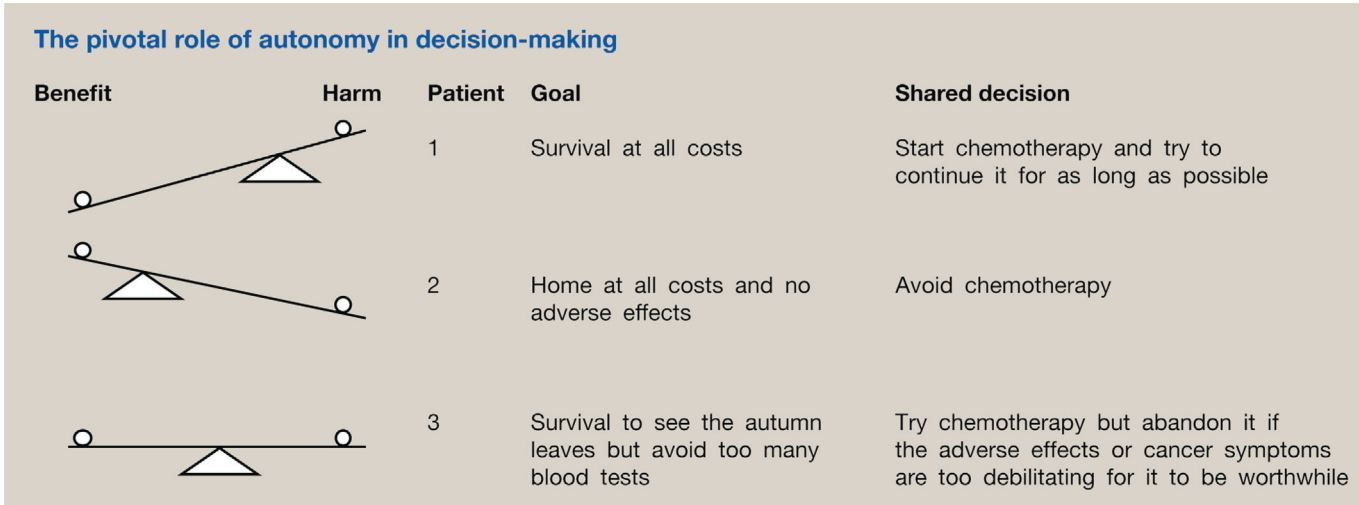 The pivotal role of autonomy in decision-making
Benefit Harm Patient Goal Shared decision
1 Survival at all costs Start chemotherapy and try to
continue it for as long as possible
2 Home at all costs and no Avoid chemotherapy
adverse effects
3 Survival to see the autumn Try chemotherapy but abandon it if
leaves but avoid too many the adverse effects or cancer symptoms
blood tests are too debilitating for it to be worthwhile